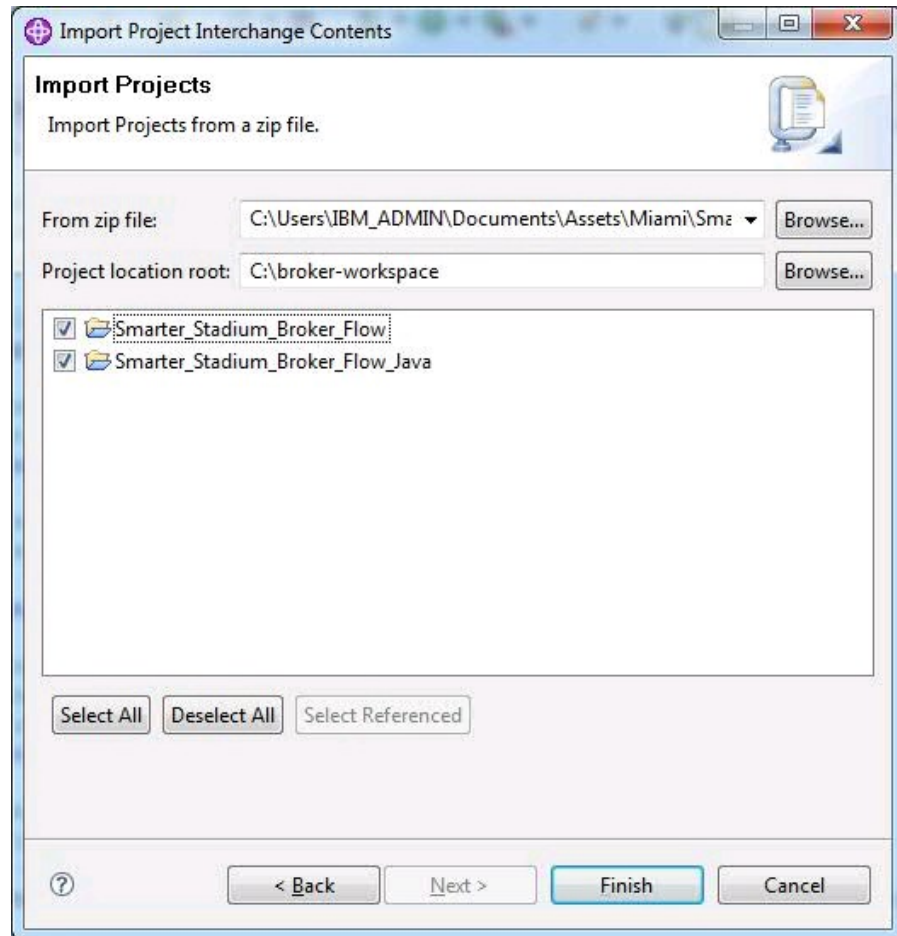 Import Project Interchange Contents
Import Projects
Import Projects from a zip file.
From zip file: C:\Users\IBM_ADMIN\Documents\Assets\Miami\Sma Browse...
Project location root: C:\broker-workspace Browse...
Smarter_Stadium_Broker_Flow
Smarter_Stadium_Broker_Flow_Java
Select All Deselect All Select Referenced
? < Back Next > Finish Cancel